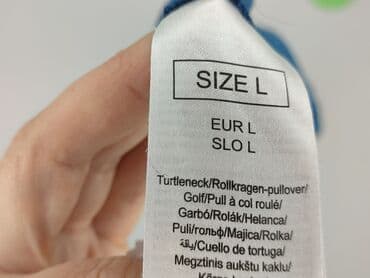 SIZE L
EUR L
SLO L
Turtleneck/Rollkragen-pullover/
Golf/Pull à col roulé/
Garbó/Rolák/Helanca/
Puli/гольф/Majica/Rolka/
ياقة/Cuello de tortuga/
Megztinis aukštu kaklu/